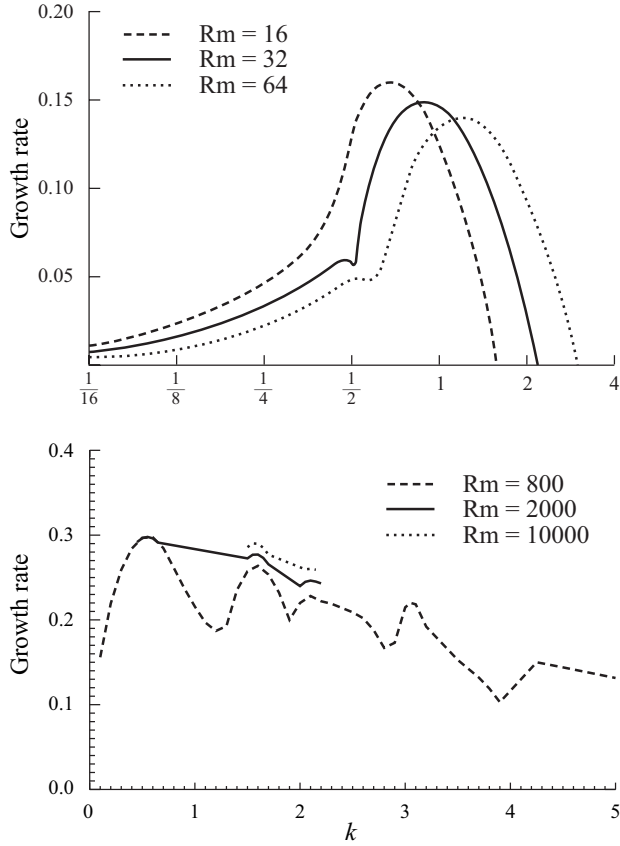 0.20
Rm = 16
Rm = 32
Rm = 64
0.15
0.10
0.05
Growth rate
1/16 1/8 1/4 1/2 1 2 4
0.4
Rm = 800
Rm = 2000
Rm = 10000
0.3
0.2
0.1
0.0
Growth rate
0 1 2 3 4 5
k